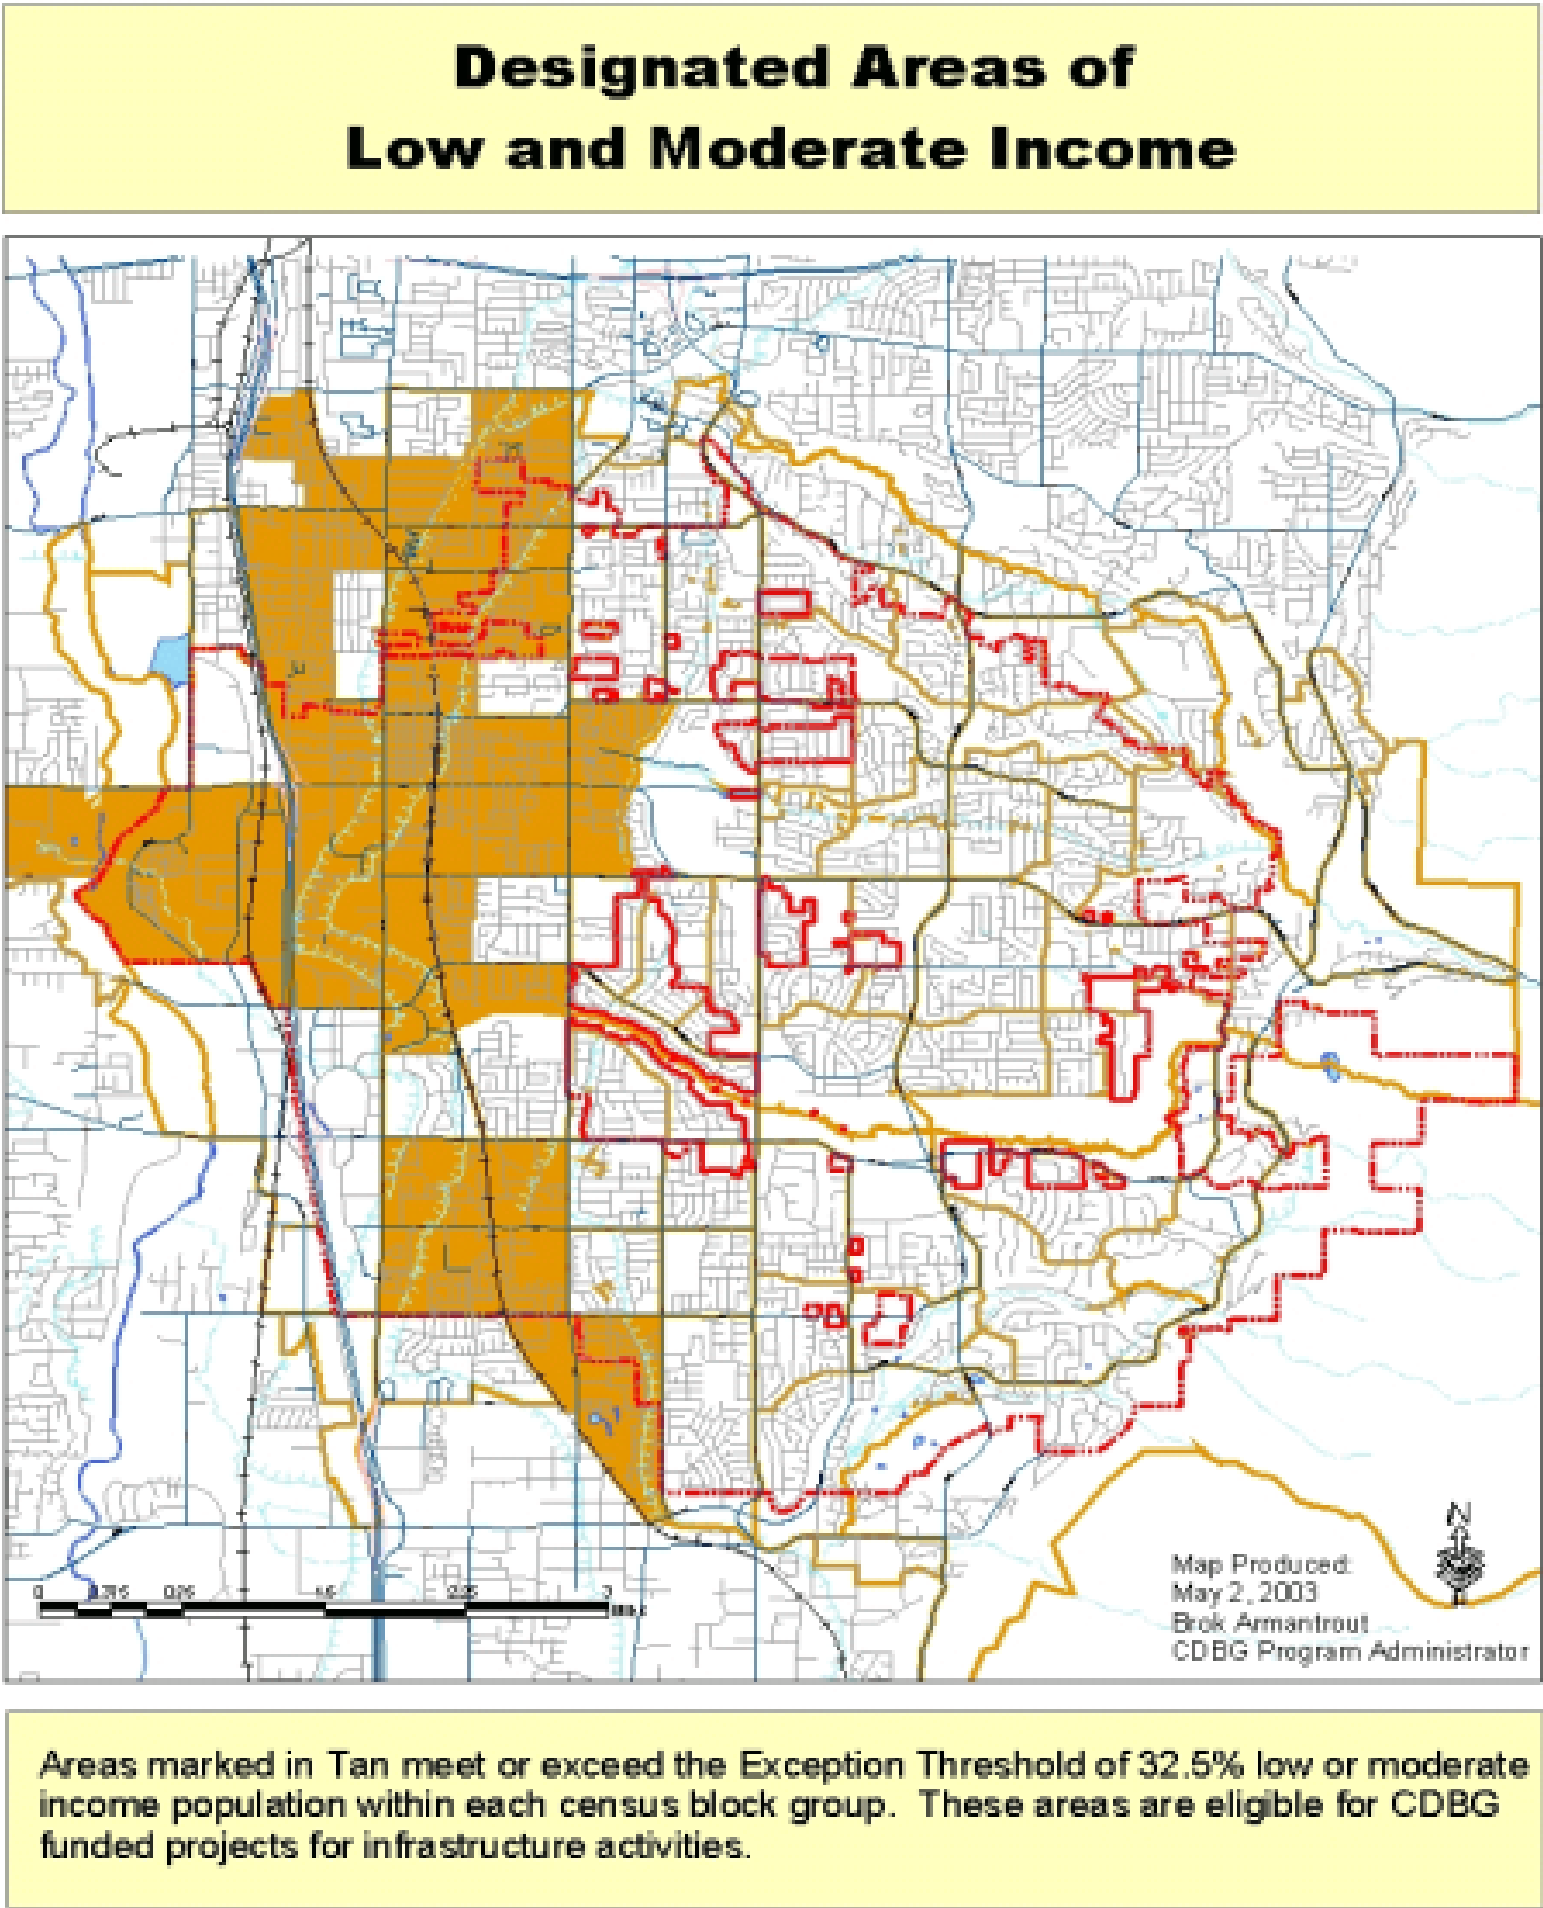 Designated Areas of
Low and Moderate Income
N
Map Produced:
May 2, 2003
Brok Armantrout
CDBG Program Administrator
0
3
Areas marked in Tan meet or exceed the Exception Threshold of 32.5% low or moderate
income population within each census block group. These areas are eligible for CDBG
funded projects for infrastructure activities.